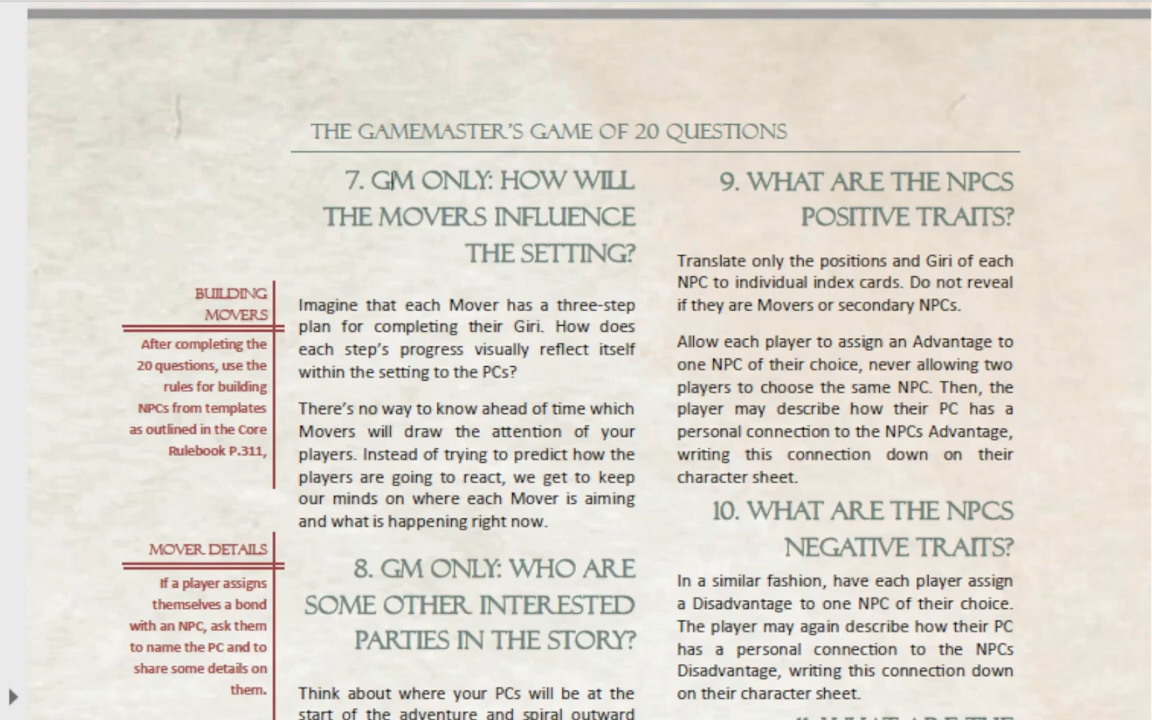 THE GAMEMASTER'S GAME OF 20 QUESTIONS
BUILDING
MOVERS
After completing the
20 questions, use the
rules for building
NPCs from templates
as outlined in the Core
Rulebook P.311,
MOVER DETAILS
If a player assigns
themselves a bond
with an NPC, ask them
to name the PC and to
share some details on
them.
7. GM ONLY: HOW WILL
THE MOVERS INFLUENCE
THE SETTING?
Imagine that each Mover has a three-step
plan for completing their Giri. How does
each step's progress visually reflect itself
within the setting to the PCs?
There's no way to know ahead of time which
Movers will draw the attention of your
players. Instead of trying to predict how the
players are going to react, we get to keep
our minds on where each Mover is aiming
and what is happening right now.
8. GM ONLY: WHO ARE
SOME OTHER INTERESTED
PARTIES IN THE STORY?
Think about where your PCs will be at the
start of the adventure and spiral outward
9. WHAT ARE THE NPCS
POSITIVE TRAITS?
Translate only the positions and Giri of each
NPC to individual index cards. Do not reveal
if they are Movers or secondary NPCs.
Allow each player to assign an Advantage to
one NPC of their choice, never allowing two
players to choose the same NPC. Then, the
player may describe how their PC has a
personal connection to the NPCs Advantage,
writing this connection down on their
character sheet.
10. WHAT ARE THE NPCS
NEGATIVE TRAITS?
In a similar fashion, have each player assign
a Disadvantage to one NPC of their choice.
The player may again describe how their PC
has a personal connection to the NPCs
Disadvantage, writing this connection down
on their character sheet.